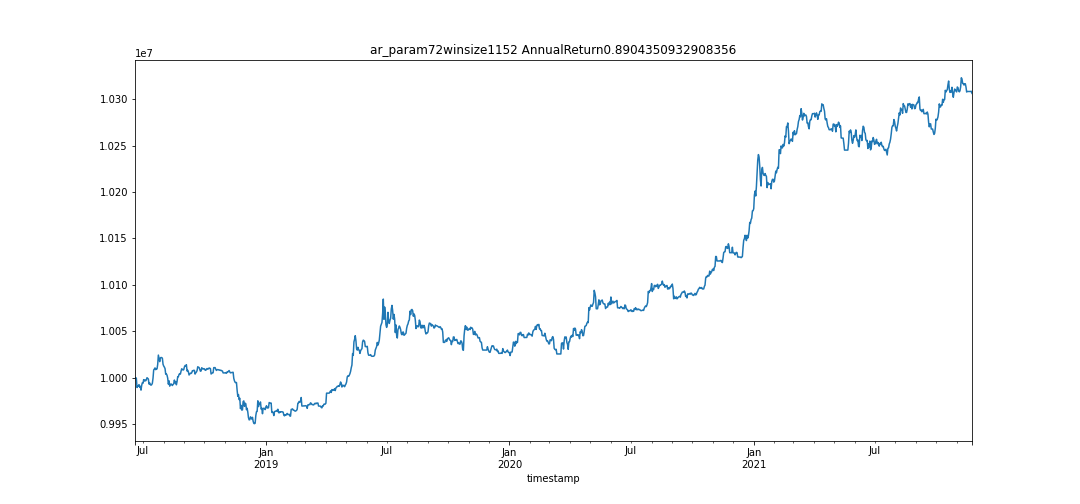 ar_param72winsize1152 AnnualReturn0.8904350932908356
1e7
1.030
1.025
1.020
1.015
1.010
1.005
1.000
0.995
Jul
Jan
2019
Jul
Jan
2020
Jul
Jan
2021
Jul
timestamp